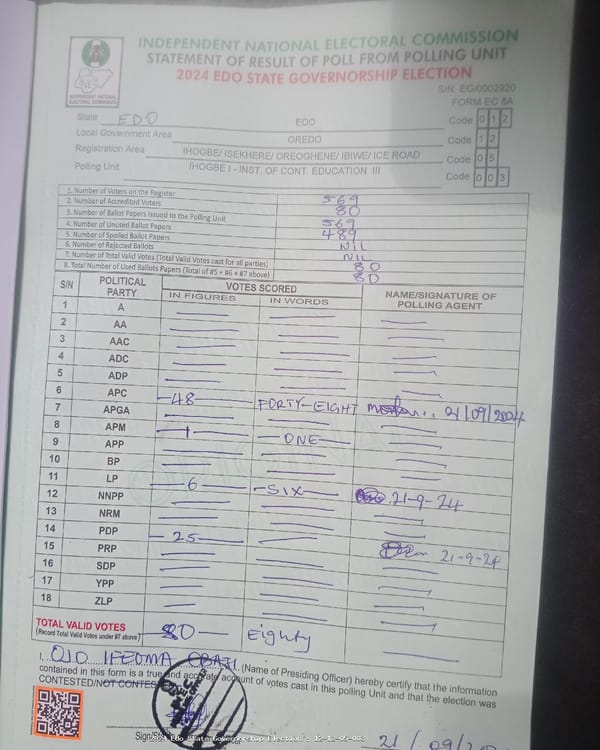 INDEPENDENT NATIONAL ELECTORAL COMMISSION
STATEMENT OF RESULT OF POLL FROM POLLING UNIT
2024 EDO STATE GOVERNORSHIP ELECTION
INDEPENDENT NATIONAL ELECTORAL COMMISSION
S/N. EG/0002920
FORM EC 8A
State EDO EDO Code 0 1 2
Local Government Area OREDO Code 1 2
Registration Area IHOGBE/ ISEKHERE/ OREOGHENE/ IBIWE/ ICE ROAD Code 0 5
Polling Unit IHOGBE I - INST. OF CONT. EDUCATION III Code 0 0 3
1. Number of Voters on the Register 569
2. Number of Accredited Voters 80
3. Number of Ballot Papers Issued to the Polling Unit 569
4. Number of Unused Ballot Papers 489
5. Number of Spoiled Ballot Papers NIL
6. Number of Rejected Ballots NIL
7. Number of Total Valid Votes (Total Valid Votes cast for all parties) 80
8. Total Number of Used Ballots Papers (Total of #5 + #6 + #7 above) 80
S/N POLITICAL PARTY VOTES SCORED NAME/SIGNATURE OF POLLING AGENT
IN FIGURES IN WORDS
1 A
2 AA
3 AAC
4 ADC
5 ADP
6 APC 48 FORTY-EIGHT 21/09/2024
7 APGA
8 APM 1 ONE
9 APP
10 BP
11 LP 6 SIX 21-9-24
12 NNPP
13 NRM
14 PDP 25 21-9-24
15 PRP
16 SDP
17 YPP
18 ZLP
TOTAL VALID VOTES 80 Eighty
(Record Total Valid Votes under #7 above)
I, OJO IFEOMA (Name of Presiding Officer) hereby certify that the information
contained in this form is a true and accurate account of votes cast in this polling Unit and that the election was
CONTESTED/NOT CONTESTED
2024 Edo State Governorship Election's 12-12-05-003
21/09/20